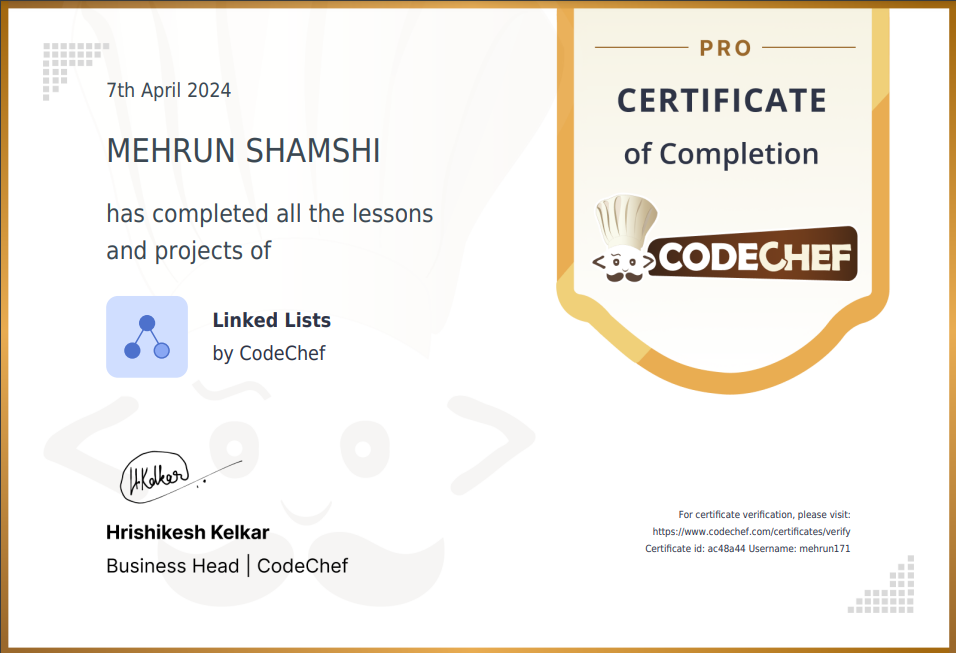 7th April 2024
MEHRUN SHAMSHI
has completed all the lessons
and projects of
Linked Lists
by CodeChef
H.Kelkar
Hrishikesh Kelkar
Business Head | CodeChef
PRO
CERTIFICATE
of Completion
CODECHEF
For certificate verification, please visit:
https://www.codechef.com/certificates/verify
Certificate id: ac48a44 Username: mehrun171